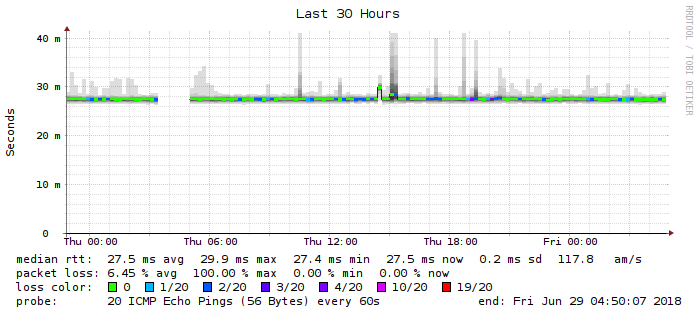 Last 30 Hours
RRDTOOL / TOBI OETIKER
Seconds
40 m
30 m
20 m
10 m
0
Thu 00:00 Thu 06:00 Thu 12:00 Thu 18:00 Fri 00:00
median rtt: 27.5 ms avg 29.9 ms max 27.4 ms min 27.5 ms now 0.2 ms sd 117.8 am/s
packet loss: 6.45 % avg 100.00 % max 0.00 % min 0.00 % now
loss color: 0 1/20 2/20 3/20 4/20 10/20 19/20
probe: 20 ICMP Echo Pings (56 Bytes) every 60s end: Fri Jun 29 04:50:07 2018